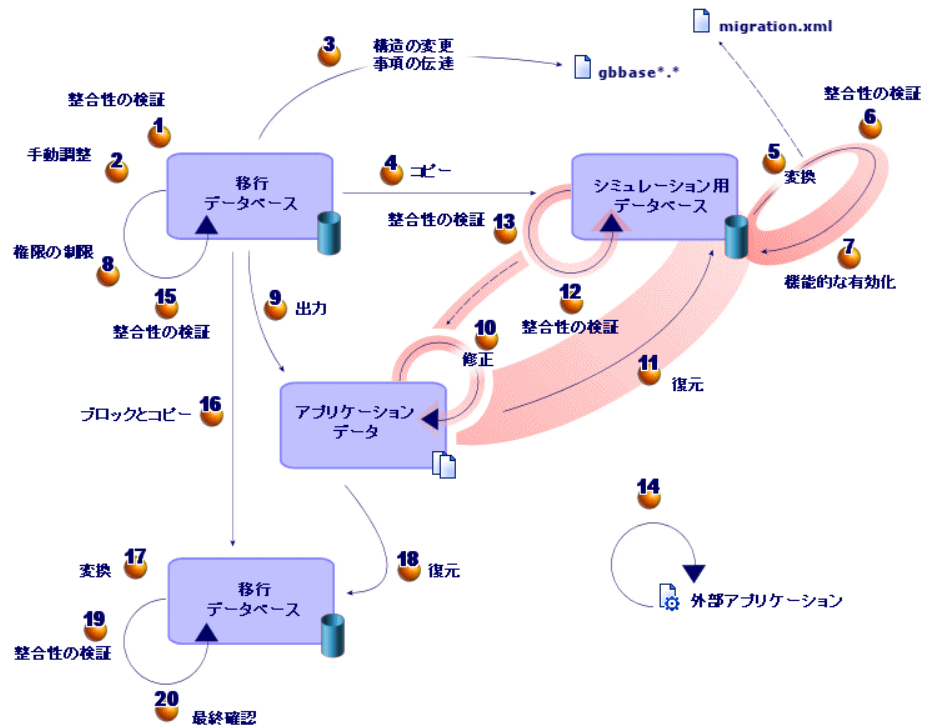 migration.xml
3
構造の変更
事項の伝達
gbbase*.*
整合性の検証
1
整合性の検証
6
手動調整
2
4
コピー
5
変換
移行
データベース
シミュレーション用
データベース
整合性の検証
13
権限の制限
8
7
機能的な有効化
15
整合性の検証
9
出力
12
整合性の検証
10
修正
11
復元
ブロックとコピー
16
アプリケーション
データ
14
外部アプリケーション
17
変換
18
復元
移行
データベース
19
整合性の検証
20
最終確認